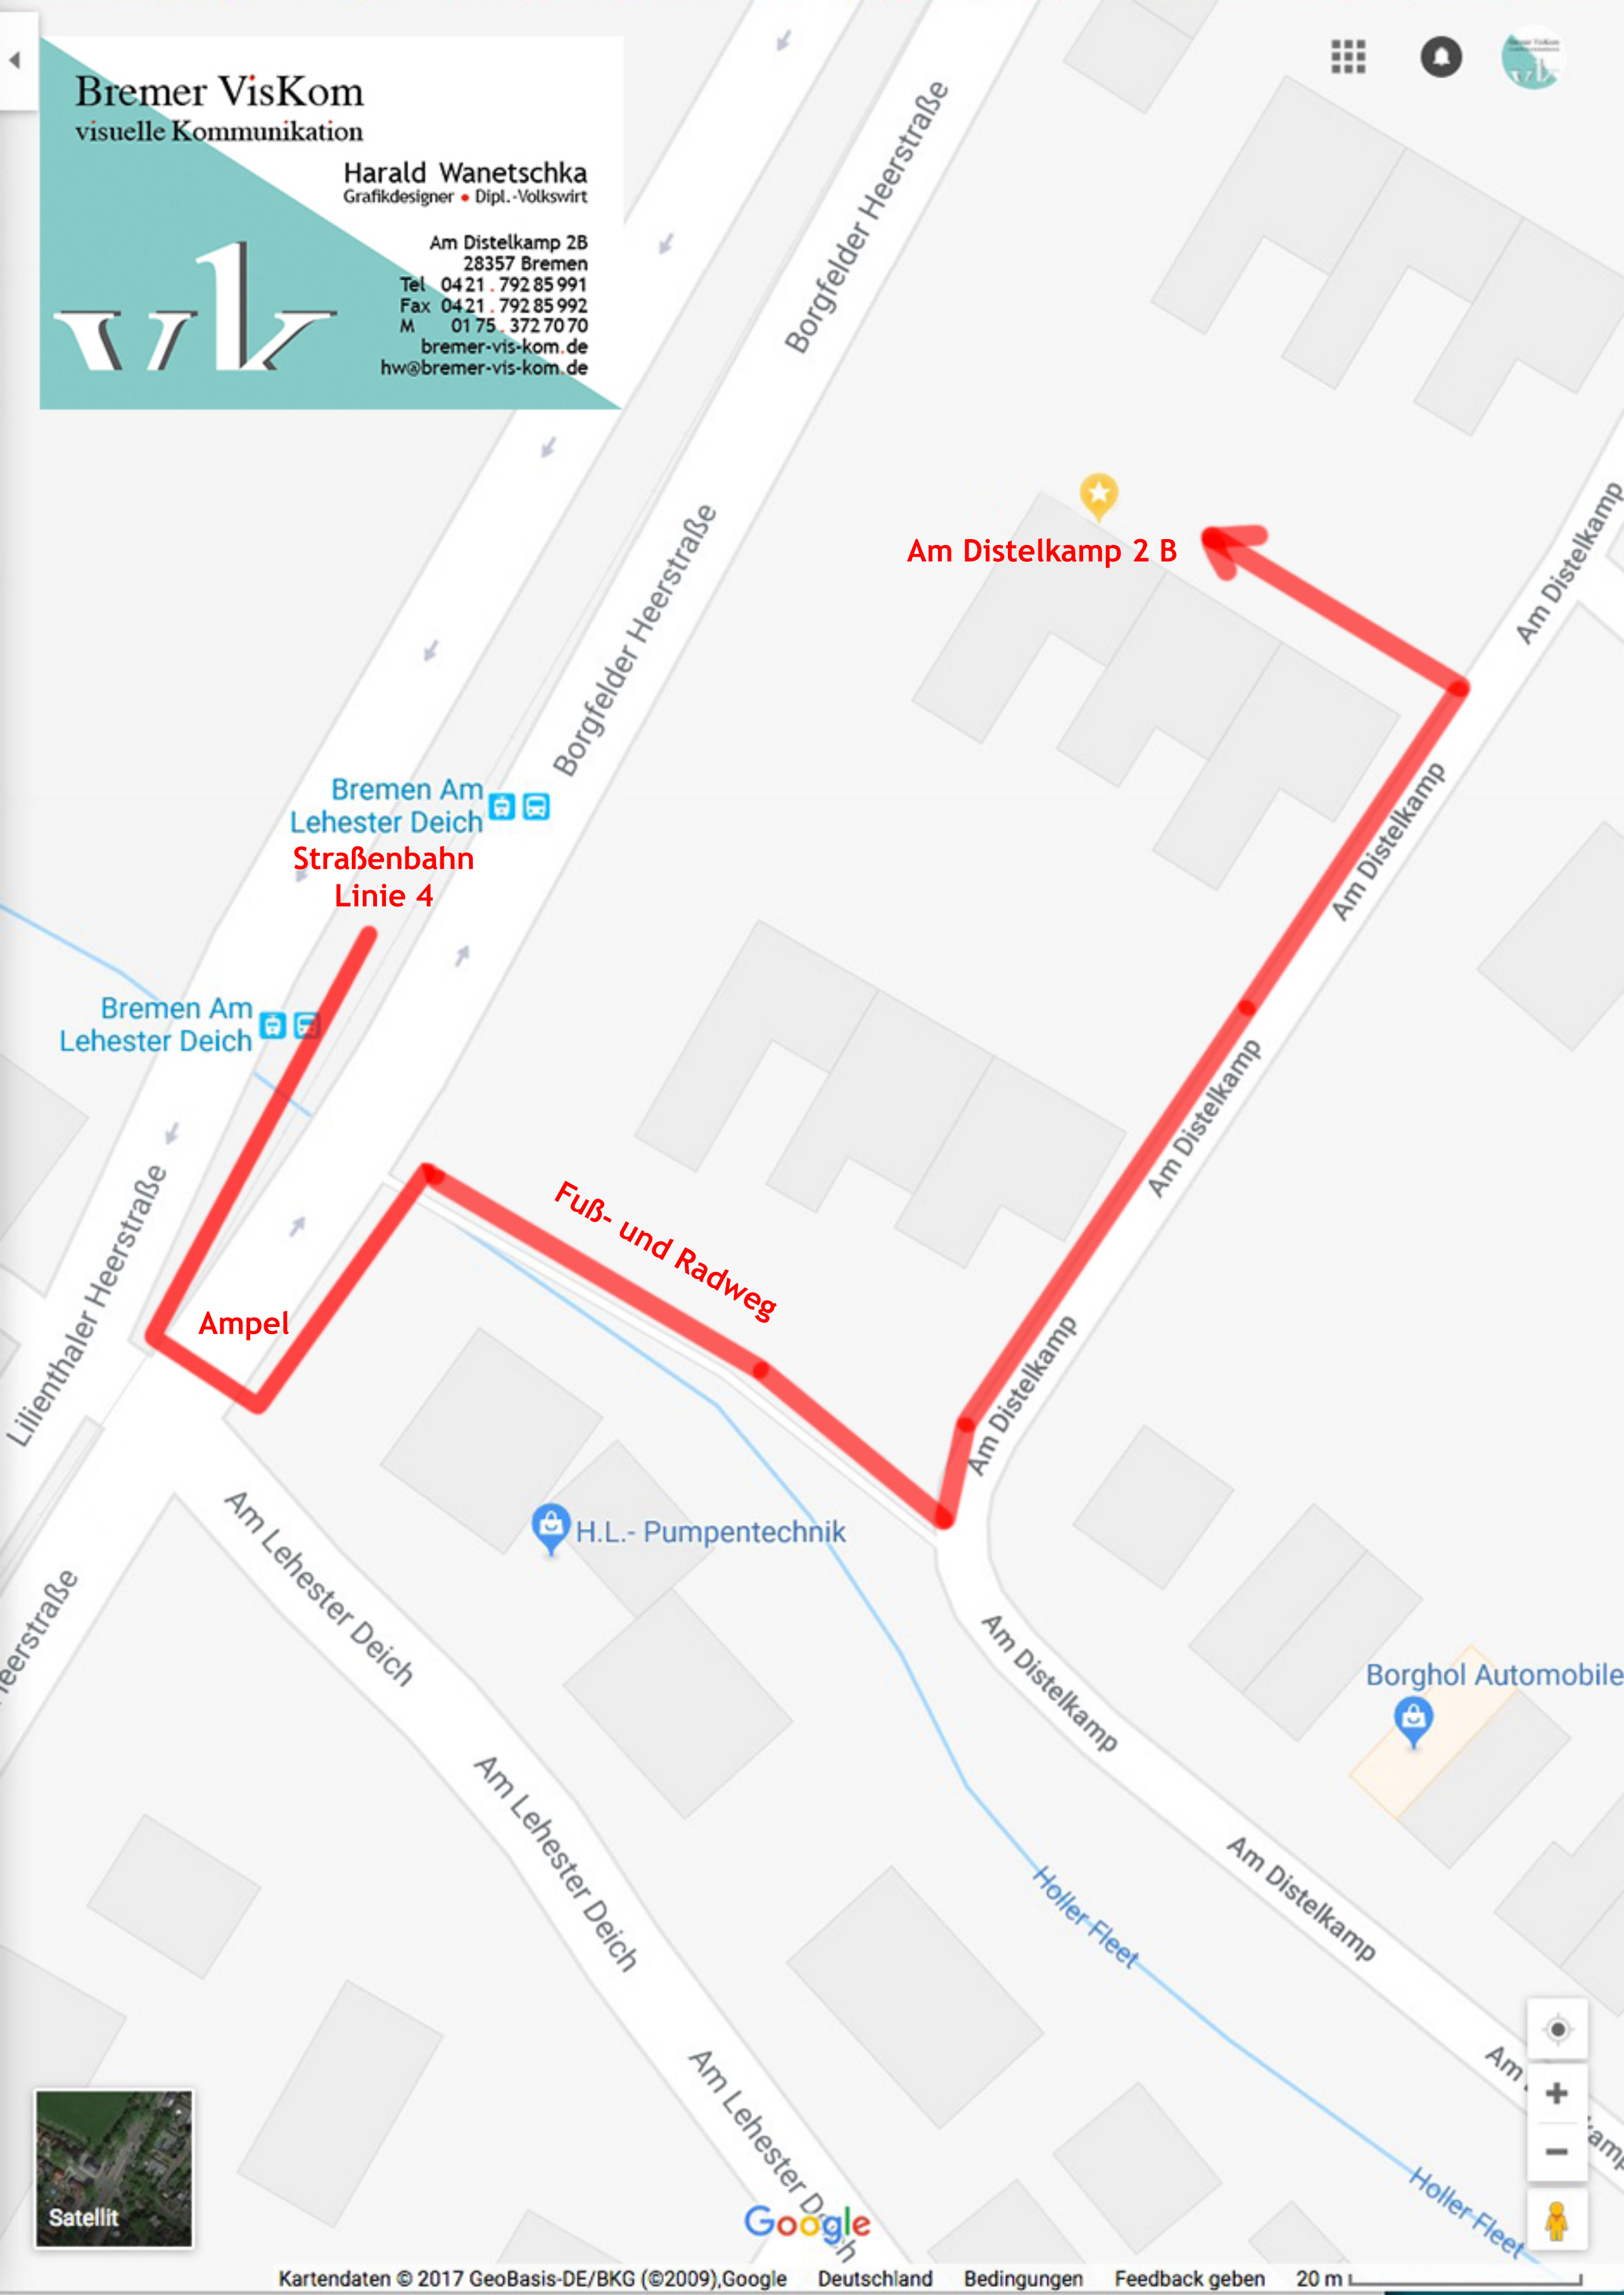 Bremer VisKom
visuelle Kommunikation
Harald Wanetschka
Grafikdesigner • Dipl.-Volkswirt
Am Distelkamp 2B
28357 Bremen
Tel 0421 . 792 85 991
Fax 0421 . 792 85 992
M 01 75 . 372 70 70
bremer-vis-kom.de
hw@bremer-vis-kom.de
vk
Borgfelder Heerstraße
Am Distelkamp
Am Distelkamp 2 B
Borgfelder Heerstraße
Am Distelkamp
Bremen Am
Lehester Deich
Straßenbahn
Linie 4
Bremen Am
Lehester Deich
Am Distelkamp
Lilienthaler Heerstraße
Fuß- und Radweg
Ampel
Am Distelkamp
H.L.- Pumpentechnik
Am Lehester Deich
eerstraße
Am Distelkamp
Borghol Automobile
Am Lehester Deich
Am Distelkamp
Holler Fleet
Am
Am Lehester Deich
Holler Fleet
Satellit
Google
Kartendaten © 2017 GeoBasis-DE/BKG (©2009),Google Deutschland Bedingungen Feedback geben 20 m